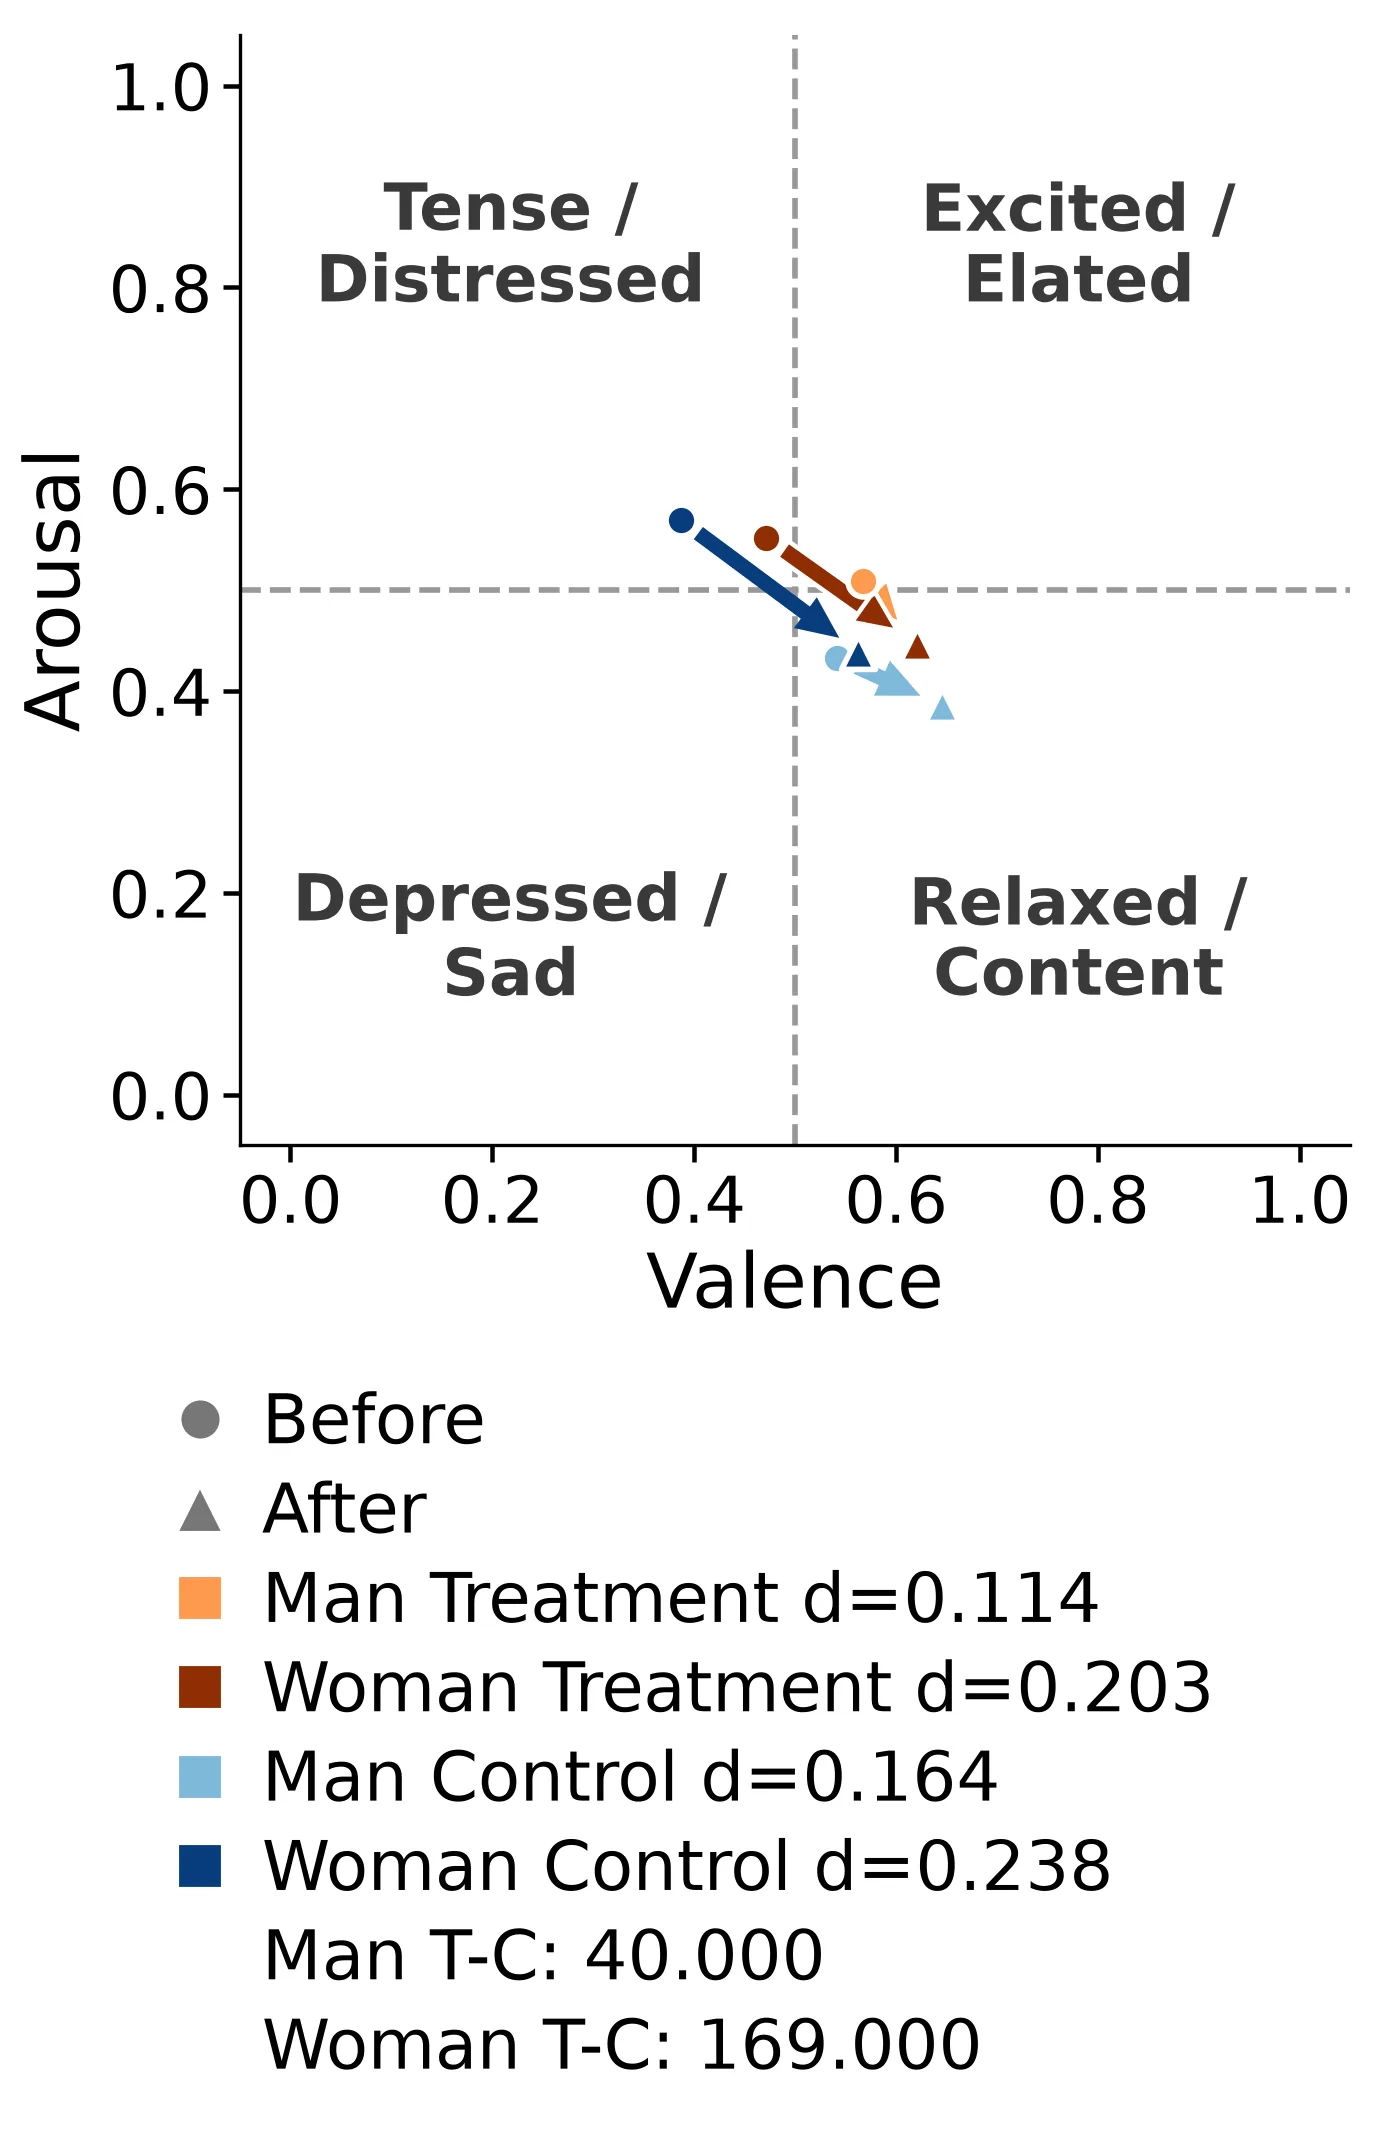 1.0
Tense /
Distressed
Excited /
Elated
0.8
0.6
Arousal
0.4
Depressed /
Sad
Relaxed /
Content
0.2
0.0
0.0 0.2 0.4 0.6 0.8 1.0
Valence
Before
After
Man Treatment d=0.114
Woman Treatment d=0.203
Man Control d=0.164
Woman Control d=0.238
Man T-C: 40.000
Woman T-C: 169.000